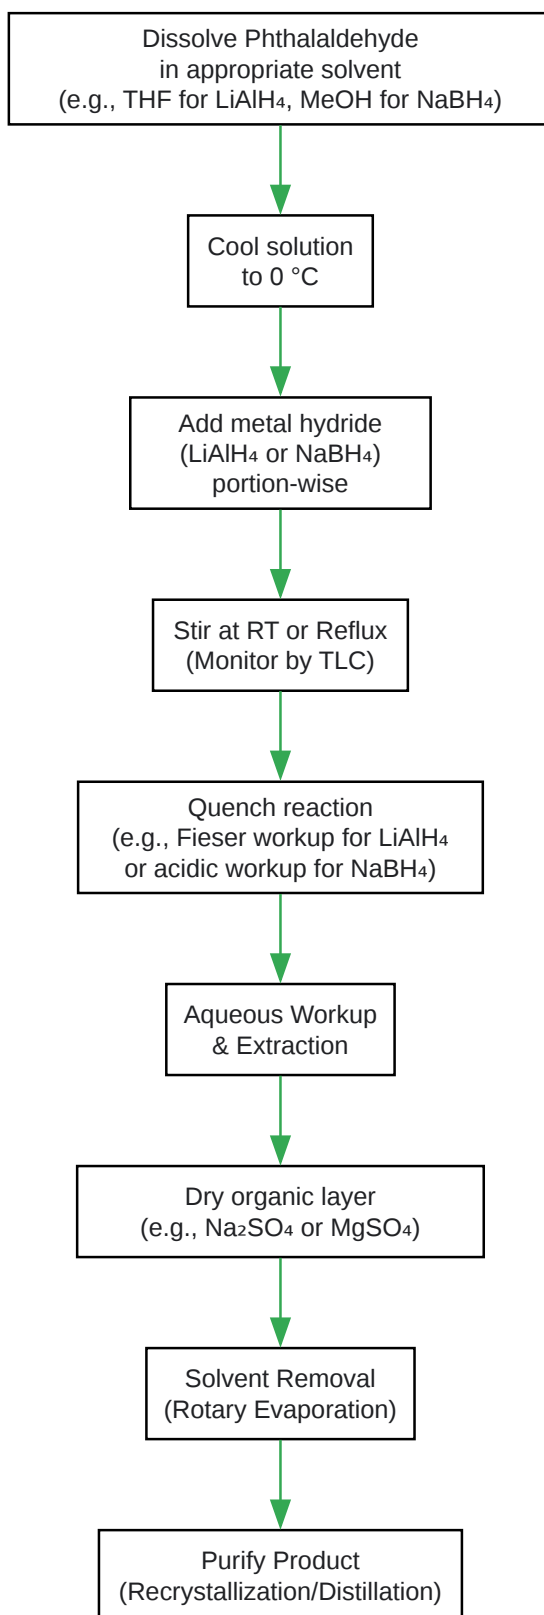 Dissolve Phthalaldehyde
in appropriate solvent
(e.g., THF for LiAlH₄, MeOH for NaBH₄)
Cool solution
to 0 °C
Add metal hydride
(LiAlH₄ or NaBH₄)
portion-wise
Stir at RT or Reflux
(Monitor by TLC)
Quench reaction
(e.g., Fieser workup for LiAlH₄
or acidic workup for NaBH₄)
Aqueous Workup
& Extraction
Dry organic layer
(e.g., Na₂SO₄ or MgSO₄)
Solvent Removal
(Rotary Evaporation)
Purify Product
(Recrystallization/Distillation)